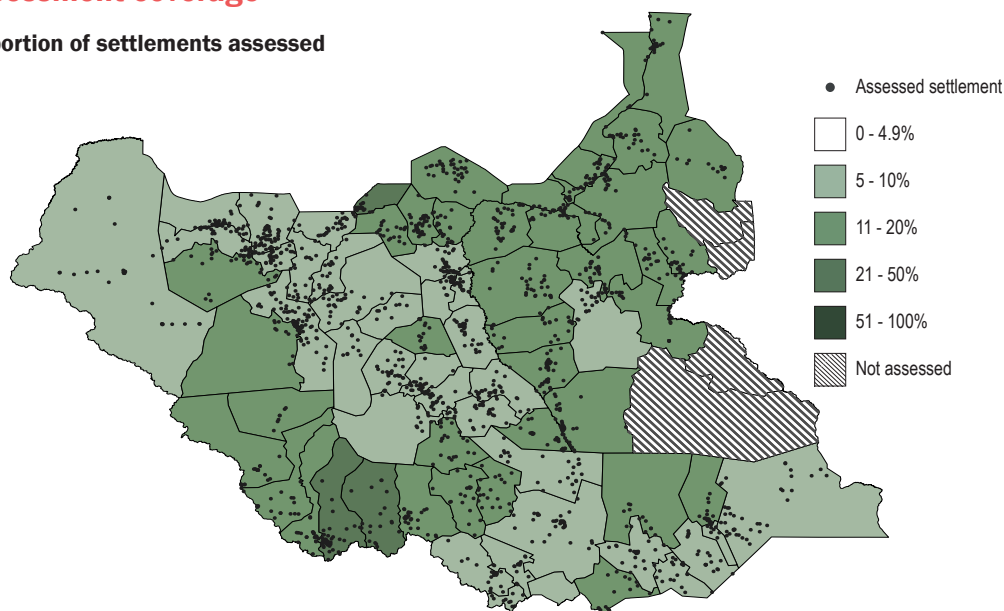 coverage
portion of settlements assessed
Assessed settlement
0 - 4.9%
5 - 10%
11 - 20%
21 - 50%
51 - 100%
Not assessed